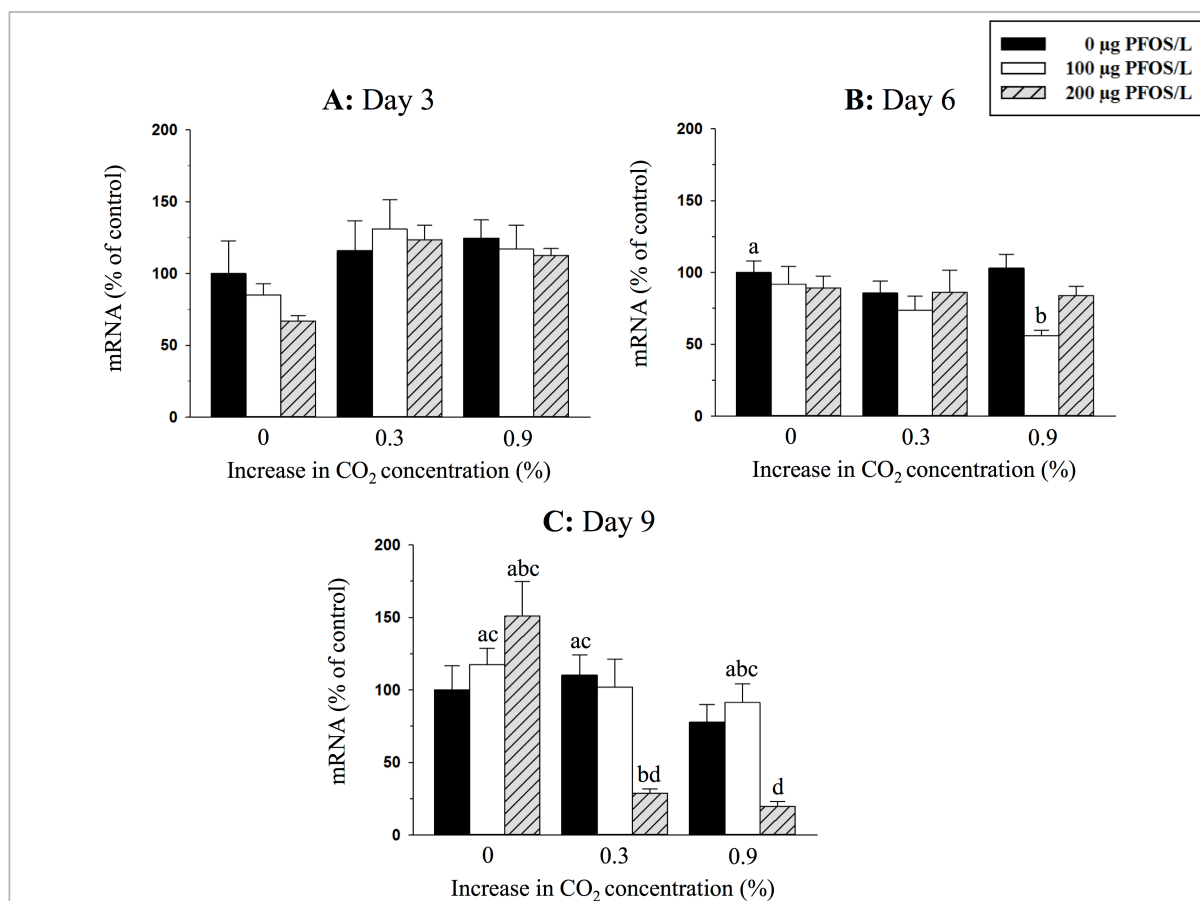 0 µg PFOS/L
100 µg PFOS/L
200 µg PFOS/L
A: Day 3
mRNA (% of control)
200
150
100
50
0
0 0.3 0.9
Increase in CO₂ concentration (%)
B: Day 6
mRNA (% of control)
200
150
100
50
0
a
b
0 0.3 0.9
Increase in CO₂ concentration (%)
C: Day 9
mRNA (% of control)
200
150
100
50
0
ac
abc
ac
bd
abc
d
0 0.3 0.9
Increase in CO₂ concentration (%)